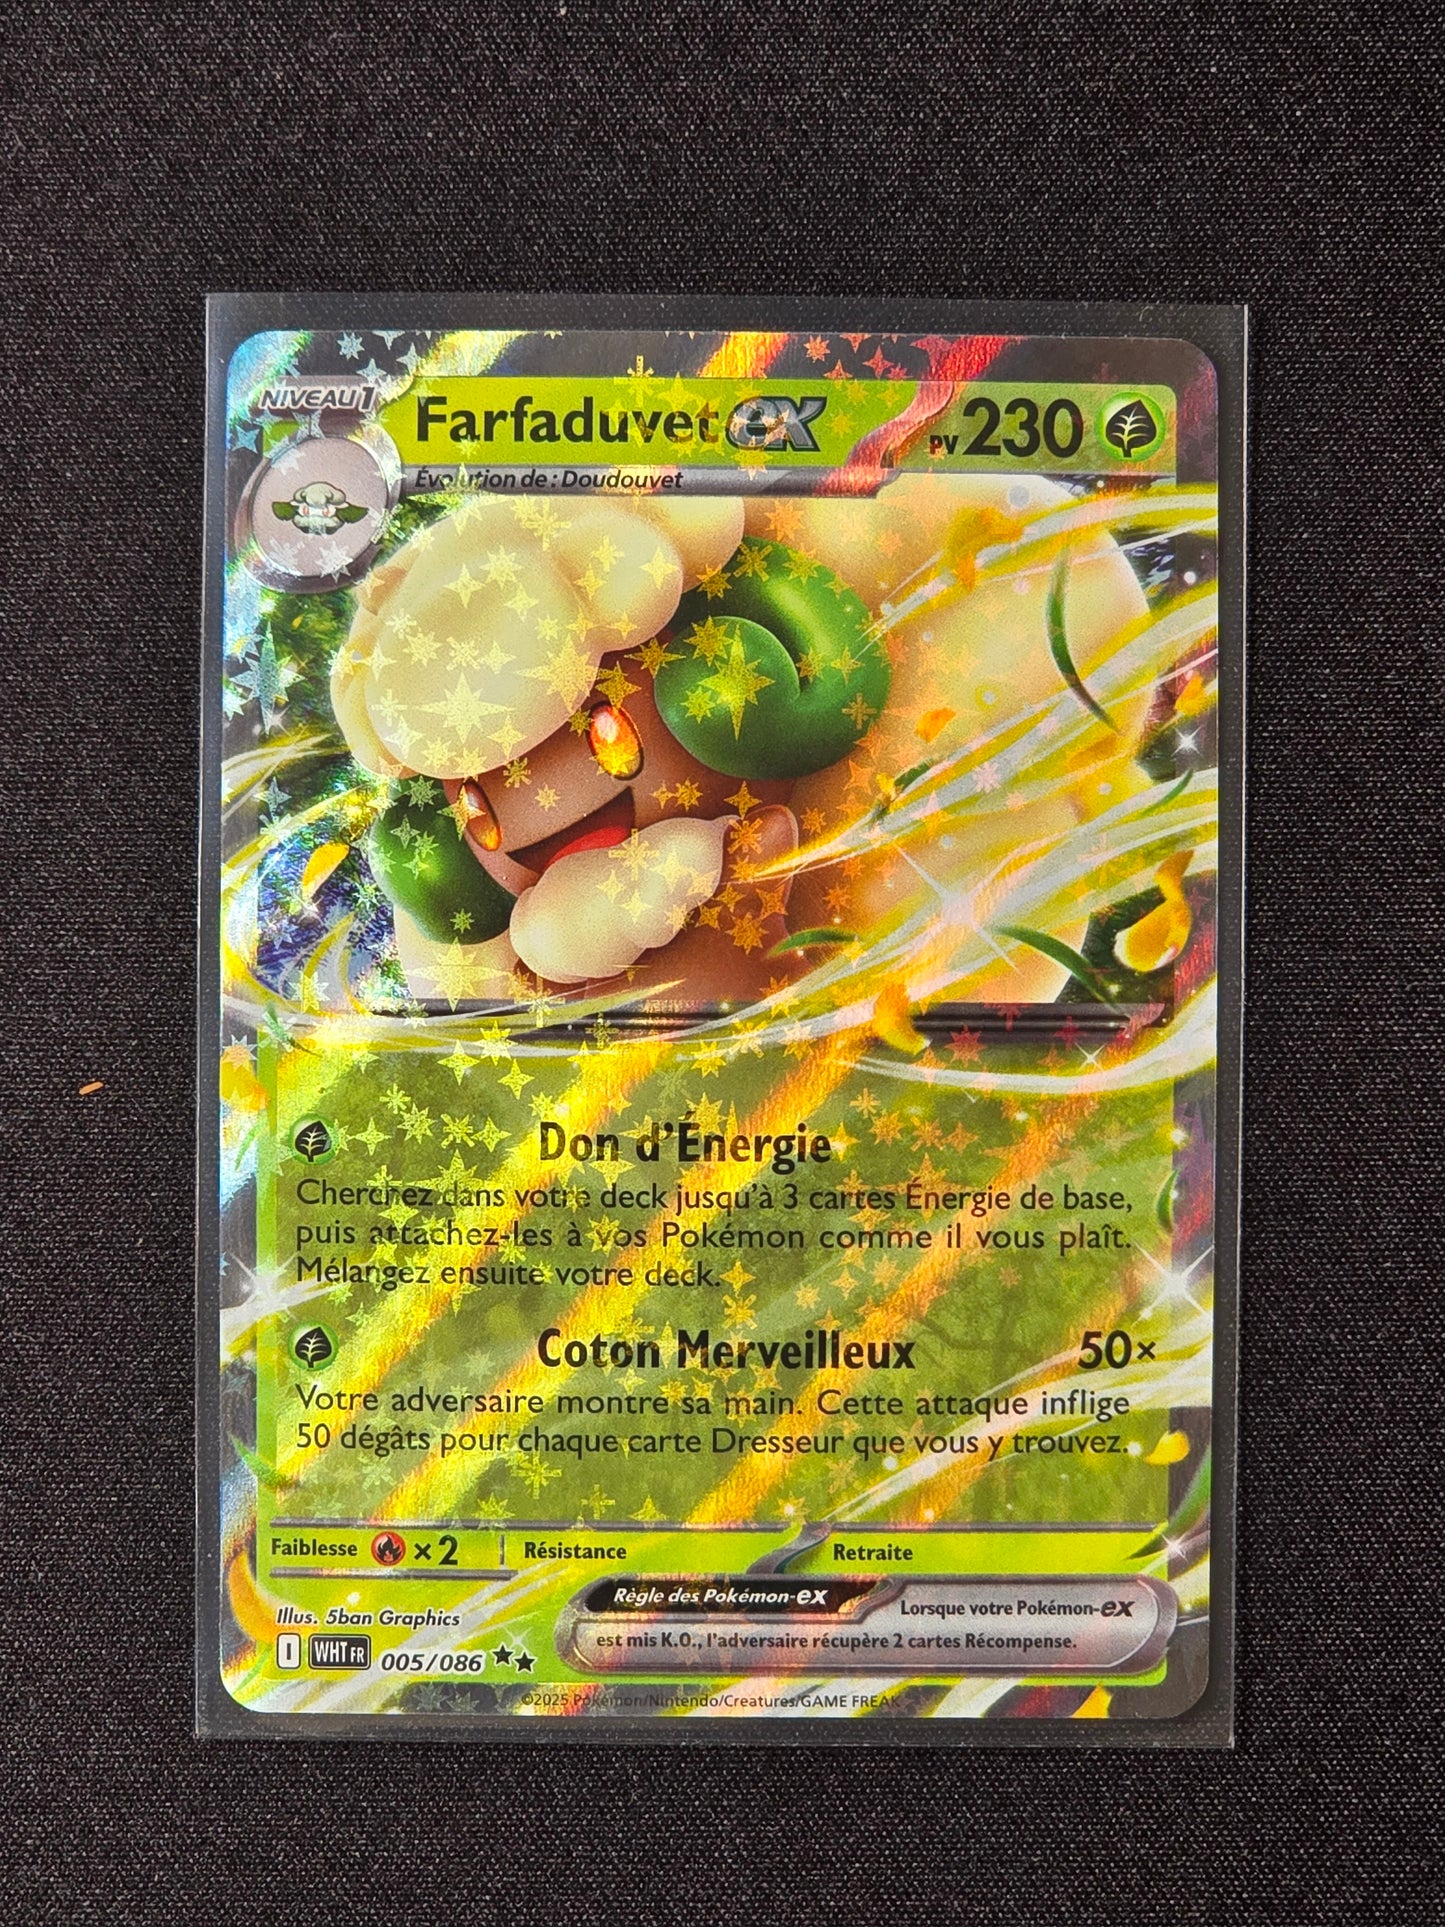 NIVEAU 1
Farfaduvet ex PV 230
Évolution de : Doudouvet
Don d'Énergie
Cherchez dans votre deck jusqu'à 3 cartes Énergie de base,
puis attachez-les à vos Pokémon comme il vous plaît.
Mélangez ensuite votre deck.
Coton Merveilleux 50×
Votre adversaire montre sa main. Cette attaque inflige
50 dégâts pour chaque carte Dresseur que vous y trouvez.
Faiblesse ×2 Résistance Retraite
Règle des Pokémon-ex Lorsque votre Pokémon-ex
est mis K.O., l'adversaire récupère 2 cartes Récompense.
Illus. 5ban Graphics
I WHT FR 005/086
©2025 Pokémon/Nintendo/Creatures/GAME FREAK